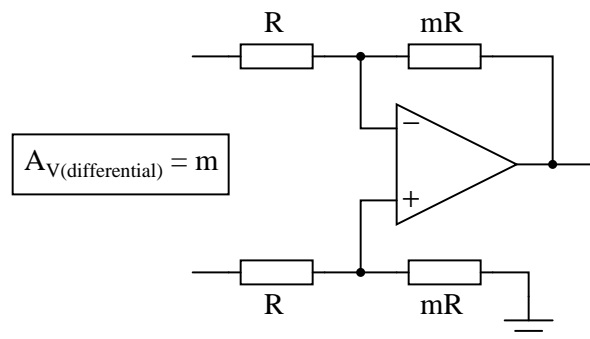 R
mR
−
A_V(differential) = m
+
R
mR